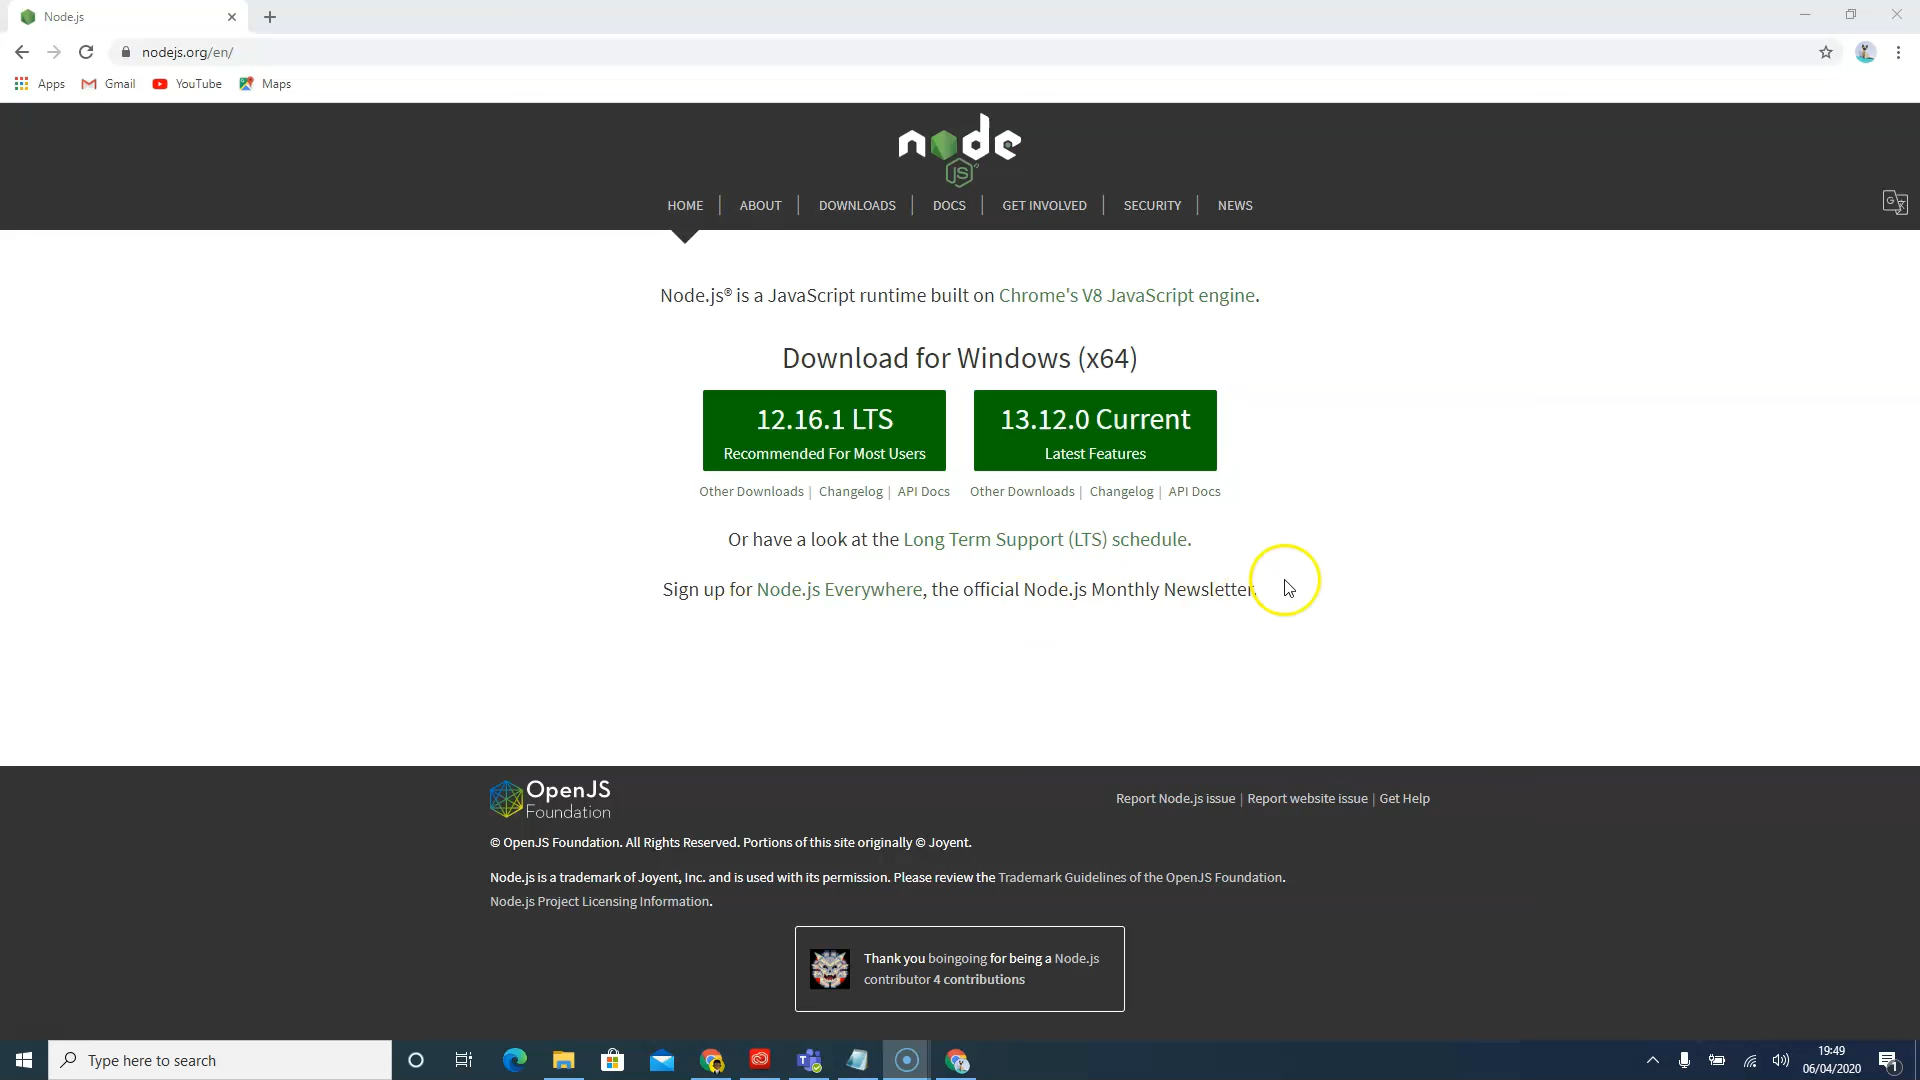 Node.js
nodejs.org/en/
Apps Gmail YouTube Maps
node
JS
HOME | ABOUT | DOWNLOADS | DOCS | GET INVOLVED | SECURITY | NEWS
Node.js® is a JavaScript runtime built on Chrome's V8 JavaScript engine.
Download for Windows (x64)
12.16.1 LTS
Recommended For Most Users
13.12.0 Current
Latest Features
Other Downloads | Changelog | API Docs
Other Downloads | Changelog | API Docs
Or have a look at the Long Term Support (LTS) schedule.
Sign up for Node.js Everywhere, the official Node.js Monthly Newsletter.
OpenJS
Foundation
Report Node.js issue | Report website issue | Get Help
© OpenJS Foundation. All Rights Reserved. Portions of this site originally © Joyent.
Node.js is a trademark of Joyent, Inc. and is used with its permission. Please review the Trademark Guidelines of the OpenJS Foundation.
Node.js Project Licensing Information.
Thank you boingoing for being a Node.js
contributor 4 contributions
Type here to search
19:49
06/04/2020
1